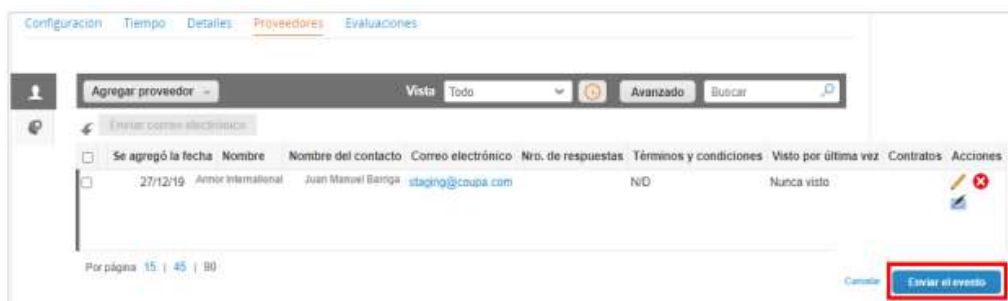 Configuración Tiempo Detalles Proveedores Evaluaciones
Agregar proveedor Vista Todo Avanzado Buscar
Enviar correo electrónico
Se agregó la fecha Nombre Nombre del contacto Correo electrónico Nro. de respuestas Términos y condiciones Visto por última vez Contratos Acciones
27/12/19 Armor International Juan Manuel Barriga staging@coupa.com N/D Nunca visto
Por página 15 | 45 | 90
Cancelar Enviar el evento